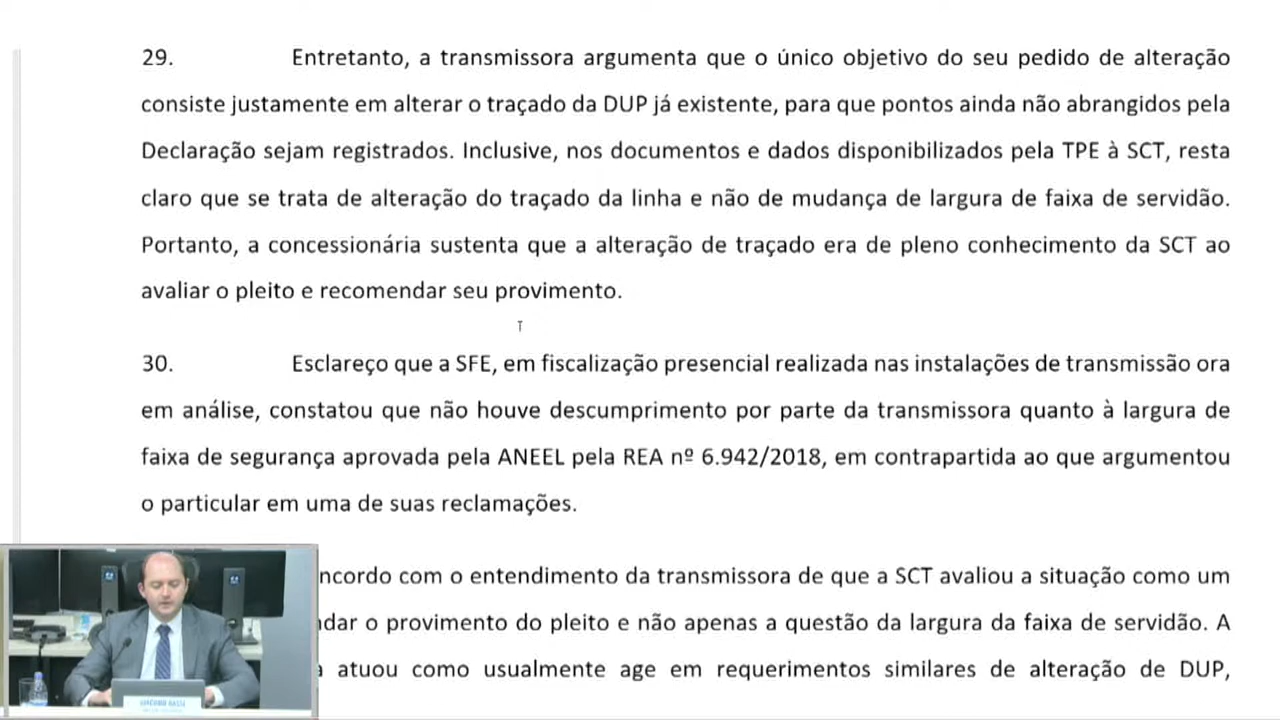 29. Entretanto, a transmissora argumenta que o único objetivo do seu pedido de alteração
consiste justamente em alterar o traçado da DUP já existente, para que pontos ainda não abrangidos pela
Declaração sejam registrados. Inclusive, nos documentos e dados disponibilizados pela TPE à SCT, resta
claro que se trata de alteração do traçado da linha e não de mudança de largura de faixa de servidão.
Portanto, a concessionária sustenta que a alteração de traçado era de pleno conhecimento da SCT ao
avaliar o pleito e recomendar seu provimento.
30. Esclareço que a SFE, em fiscalização presencial realizada nas instalações de transmissão ora
em análise, constatou que não houve descumprimento por parte da transmissora quanto à largura de
faixa de segurança aprovada pela ANEEL pela REA nº 6.942/2018, em contrapartida ao que argumentou
o particular em uma de suas reclamações.
ncordo com o entendimento da transmissora de que a SCT avaliou a situação como um
dar o provimento do pleito e não apenas a questão da largura da faixa de servidão. A
atuou como usualmente age em requerimentos similares de alteração de DUP,